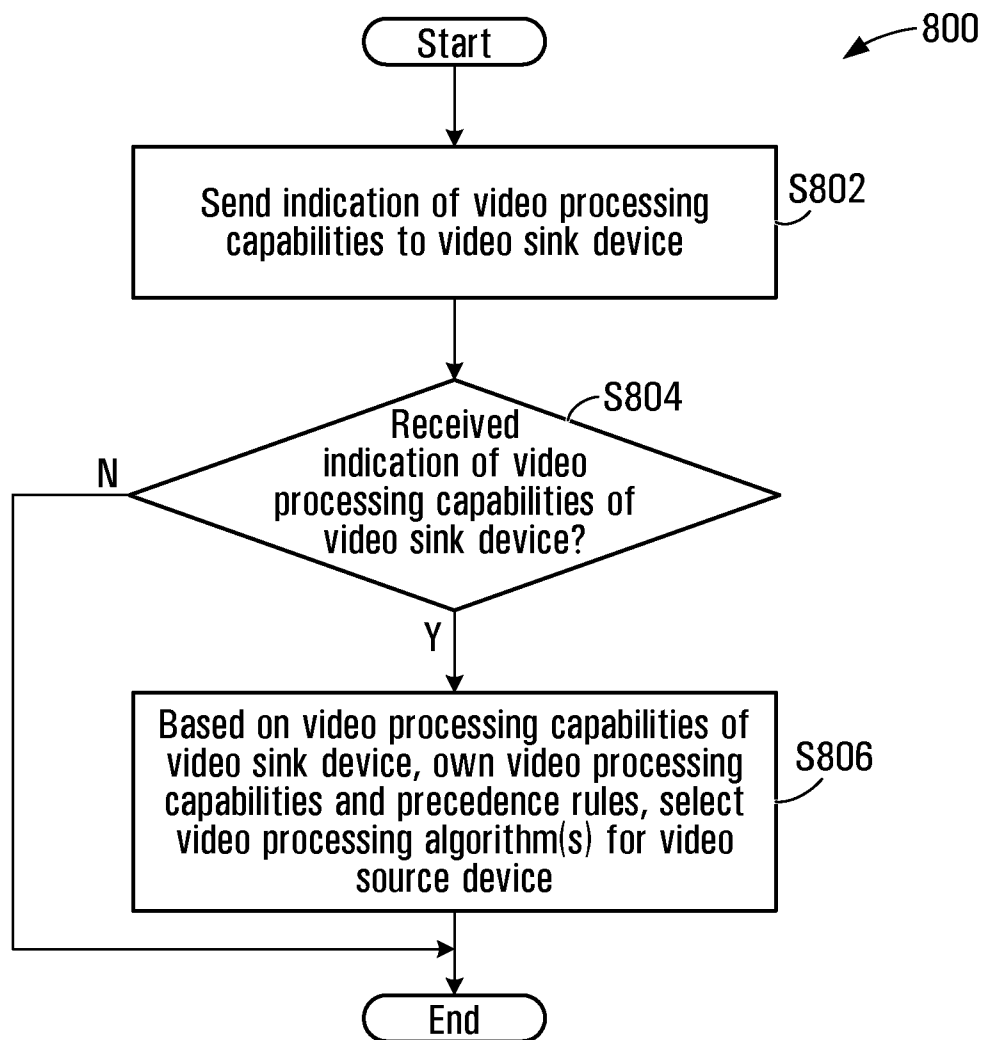 Start
800
Send indication of video processing
capabilities to video sink device
S802
S804
Received
indication of video
processing capabilities of
video sink device?
N
Y
Based on video processing capabilities of
video sink device, own video processing
capabilities and precedence rules, select
video processing algorithm(s) for video
source device
S806
End